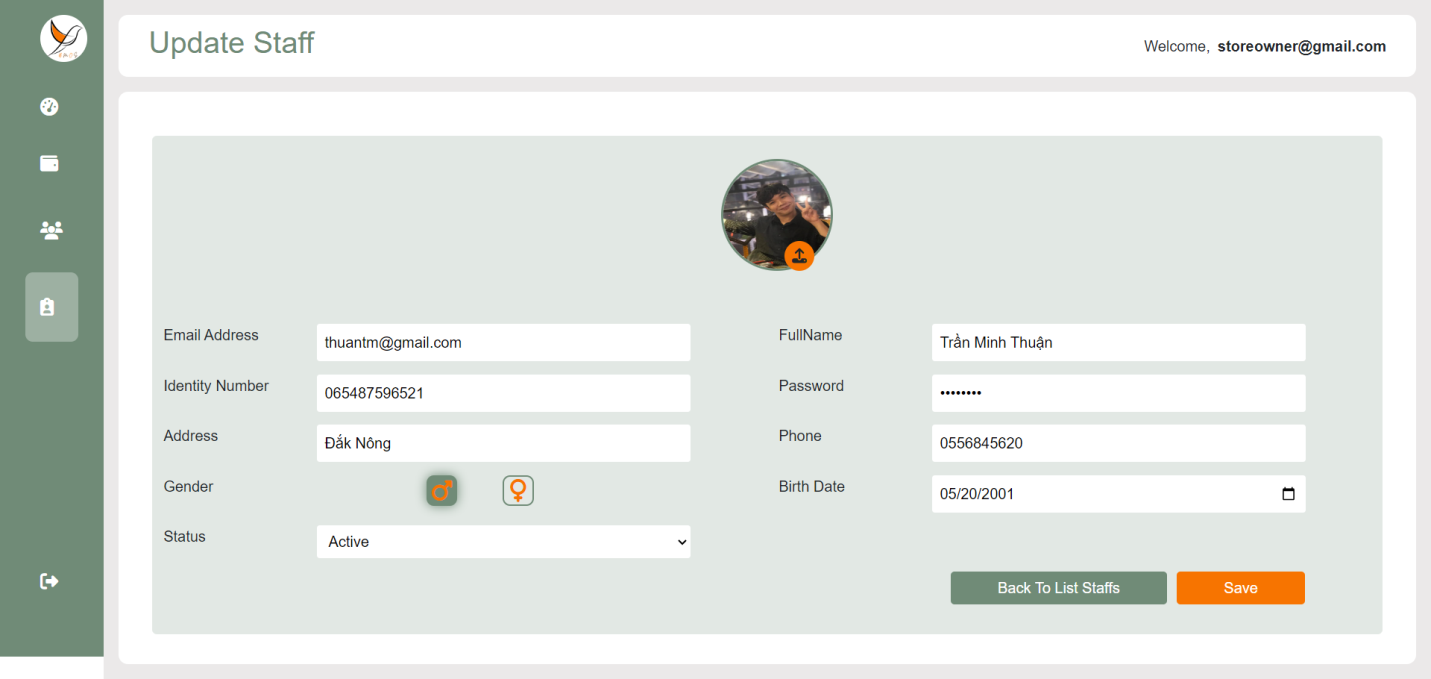 Update Staff
Welcome, storeowner@gmail.com
Email Address
thuantm@gmail.com
FullName
Trần Minh Thuận
Identity Number
065487596521
Password
••••••••
Address
Đắk Nông
Phone
0556845620
Gender
Birth Date
05/20/2001
Status
Active
Back To List Staffs
Save